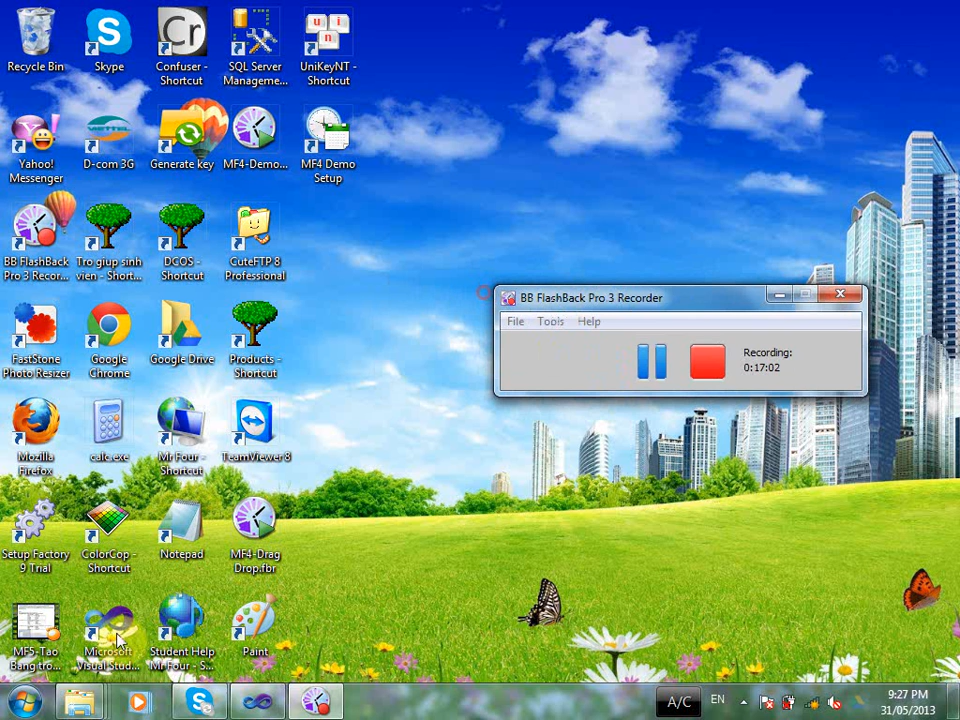 Recycle Bin
Skype
Confuser -
Shortcut
SQL Server
Manageme...
UniKeyNT -
Shortcut
Yahoo!
Messenger
D-com 3G
Generate key
MF4-Demo...
MF4 Demo
Setup
BB FlashBack
Pro 3 Recor...
Tro giup sinh
vien - Short...
DCOS -
Shortcut
CuteFTP 8
Professional
FastStone
Photo Resizer
Google
Chrome
Google Drive
Products -
Shortcut
Mozilla
Firefox
calc.exe
Mr Four -
Shortcut
TeamViewer 8
Setup Factory
9 Trial
ColorCop -
Shortcut
Notepad
MF4-Drag
Drop.fbr
MF5-Tao
Bang tro...
Microsoft
Visual Stud...
Student Help
Mr Four - S...
Paint
Cr
u i
n
VIETTEL
BB FlashBack Pro 3 Recorder
File Tools Help
Recording:
0:17:02
A/C
EN
9:27 PM
31/05/2013